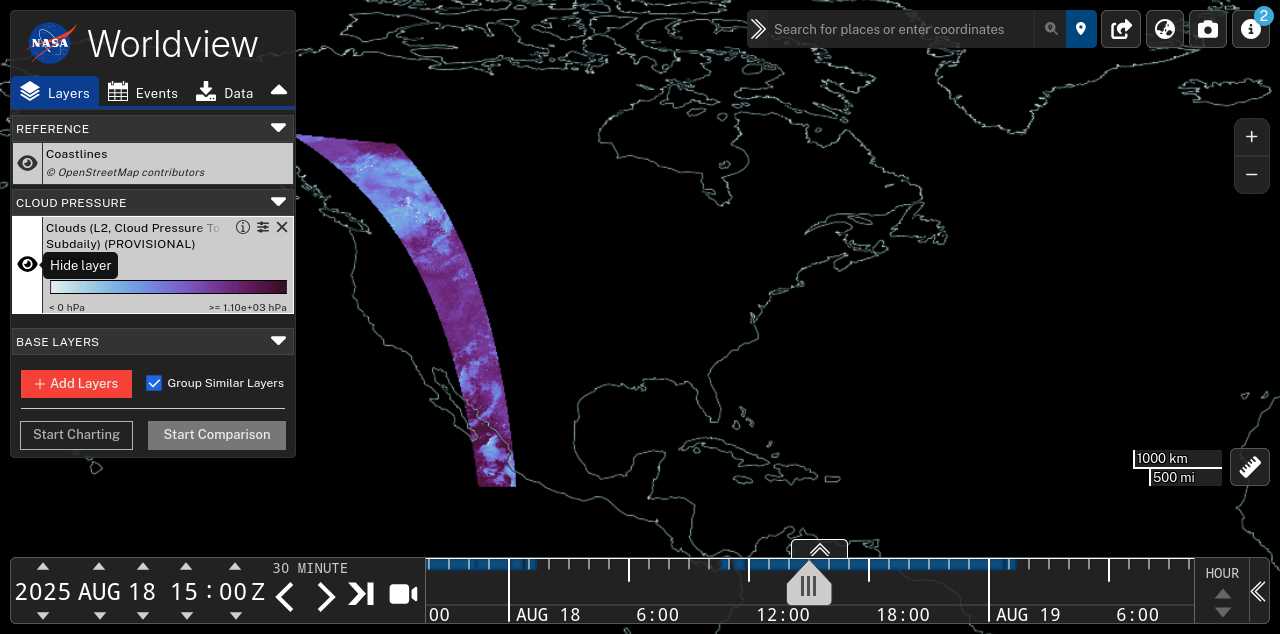 NASA Worldview
Search for places or enter coordinates
2
Layers Events Data
REFERENCE
Coastlines
© OpenStreetMap contributors
CLOUD PRESSURE
Clouds (L2, Cloud Pressure To
Subdaily) (PROVISIONAL)
Hide layer
< 0 hPa >= 1.10e+03 hPa
BASE LAYERS
+ Add Layers Group Similar Layers
Start Charting Start Comparison
+
−
1000 km
500 mi
30 MINUTE
2025 AUG 18 15 : 00 Z
00 AUG 18 6:00 12:00 18:00 AUG 19 6:00
HOUR